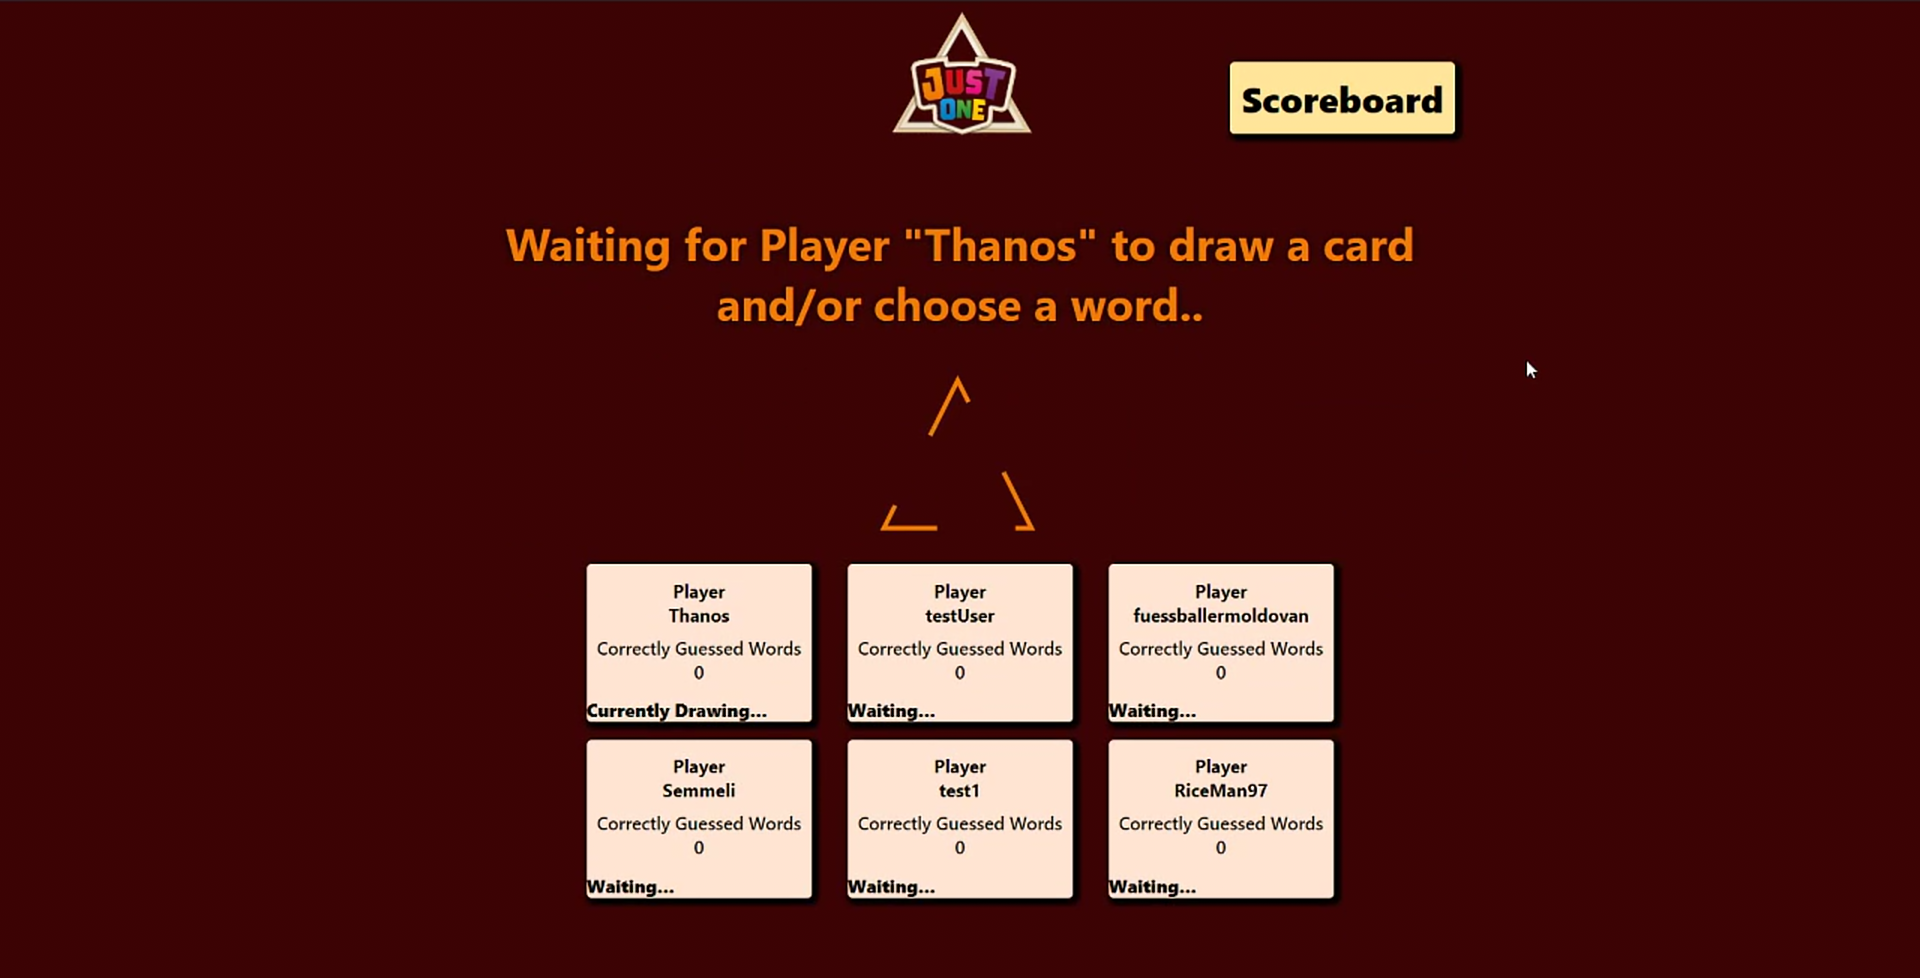 JUST
ONE
Scoreboard
Waiting for Player "Thanos" to draw a card
and/or choose a word..
Player
Thanos
Correctly Guessed Words
0
Currently Drawing...
Player
testUser
Correctly Guessed Words
0
Waiting...
Player
fuessballermoldovan
Correctly Guessed Words
0
Waiting...
Player
Semmeli
Correctly Guessed Words
0
Waiting...
Player
test1
Correctly Guessed Words
0
Waiting...
Player
RiceMan97
Correctly Guessed Words
0
Waiting...